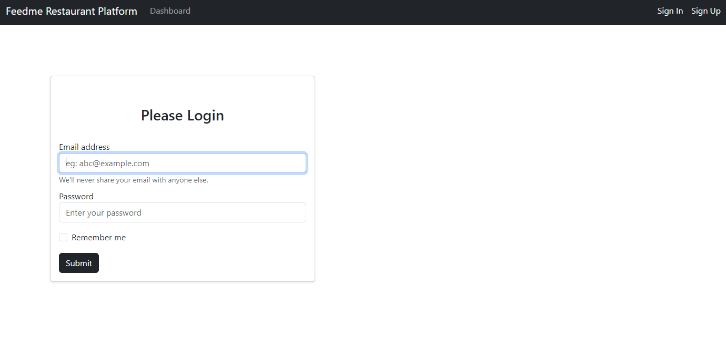 Feedme Restaurant Platform Dashboard Sign In Sign Up
Please Login
Email address
eg: abc@example.com
We'll never share your email with anyone else.
Password
Enter your password
Remember me
Submit